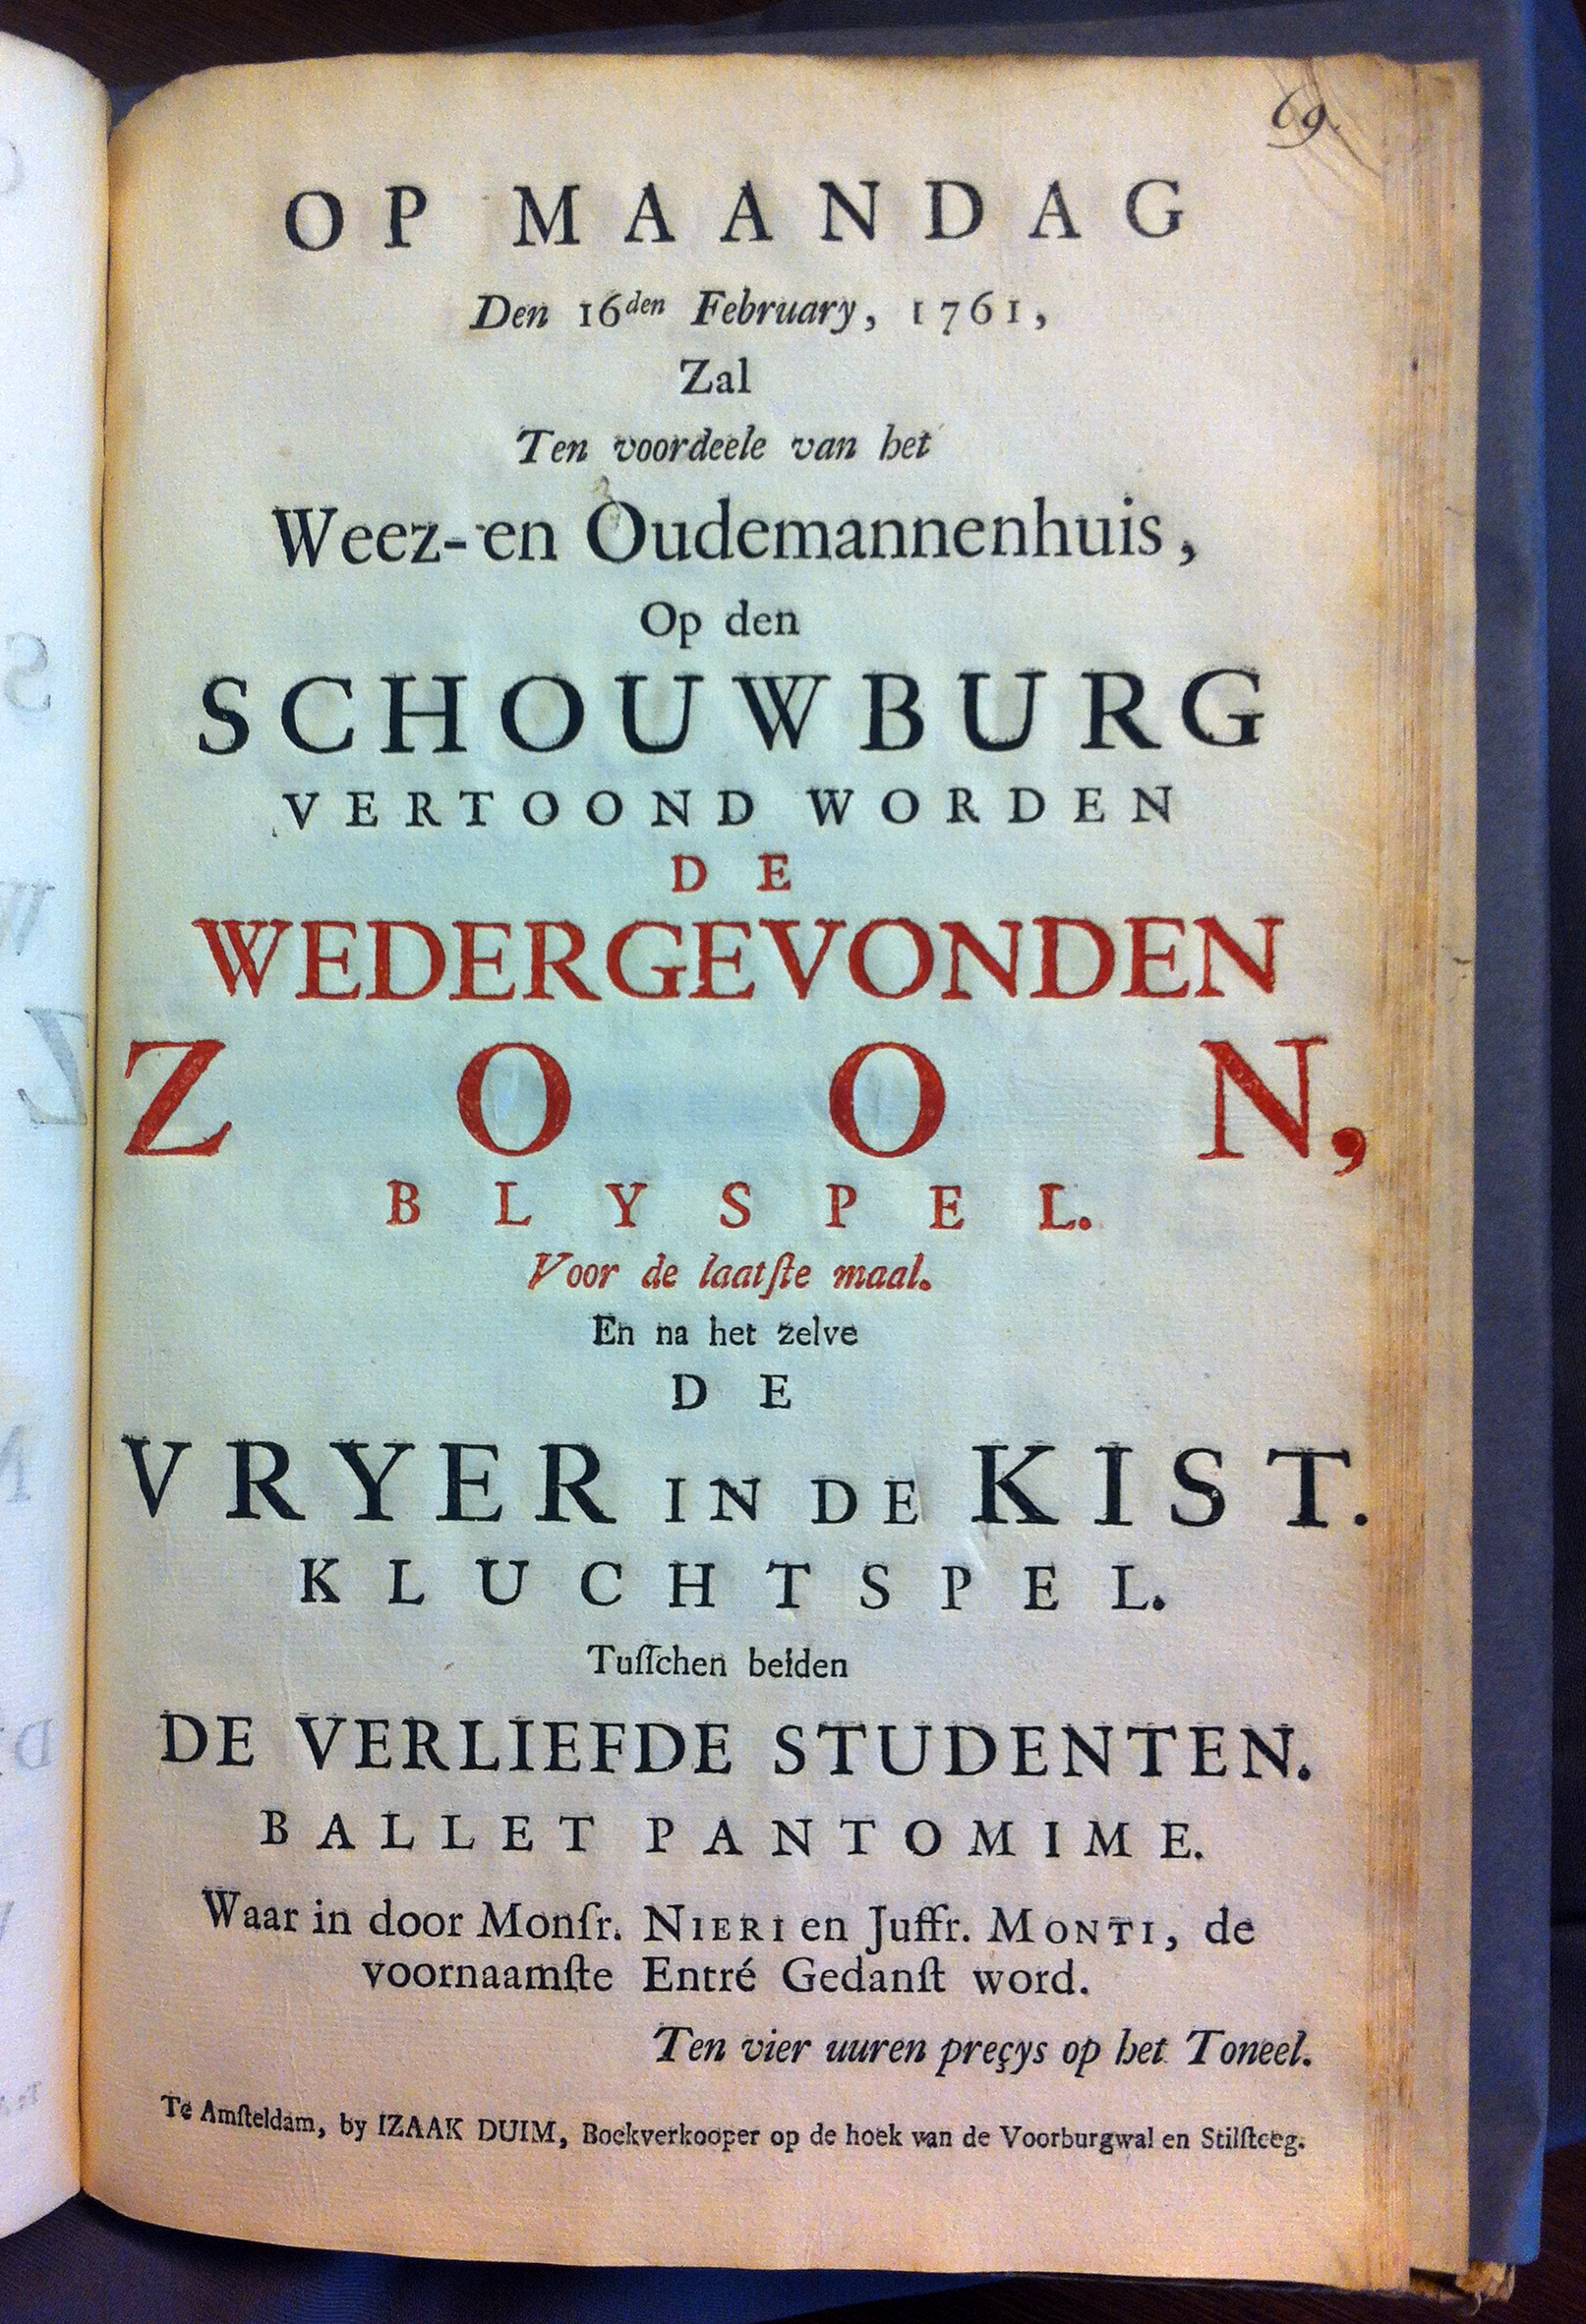 69.
OP MAANDAG
Den 16den February, 1761,
Zal
Ten voordeele van het
Weez- en Oudemannenhuis,
Op den
SCHOUWBURG
VERTOOND WORDEN
DE
WEDERGEVONDEN
ZOON,
BLYSPEL.
Voor de laatſte maal.
En na het zelve
DE
VRYER IN DE KIST.
KLUCHTSPEL.
Tuſſchen beiden
DE VERLIEFDE STUDENTEN.
BALLET PANTOMIME.
Waar in door Monſr. NIERI en Juffr. MONTI, de
voornaamſte Entré Gedanſt word.
Ten vier uuren preçys op het Toneel.
Te Amſteldam, by IZAAK DUIM, Boekverkooper op de hoek van de Voorburgwal en Stilſteeg.